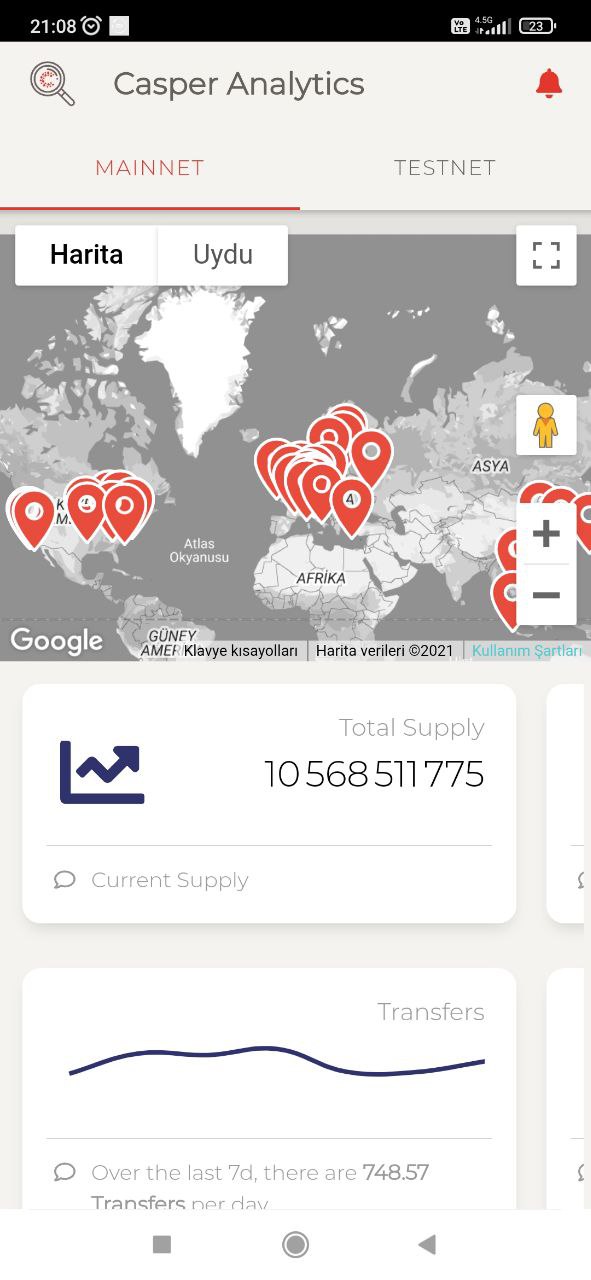 21:08
Vo LTE 4.5G 23
Casper Analytics
MAINNET TESTNET
Harita Uydu
ASYA
Atlas
Okyanusu
AFRİKA
Google
GÜNEY
Klavye kısayolları Harita verileri ©2021 Kullanım Şartları
Total Supply
10 568 511 775
Current Supply
Transfers
Over the last 7d, there are 748.57
Transfers per day